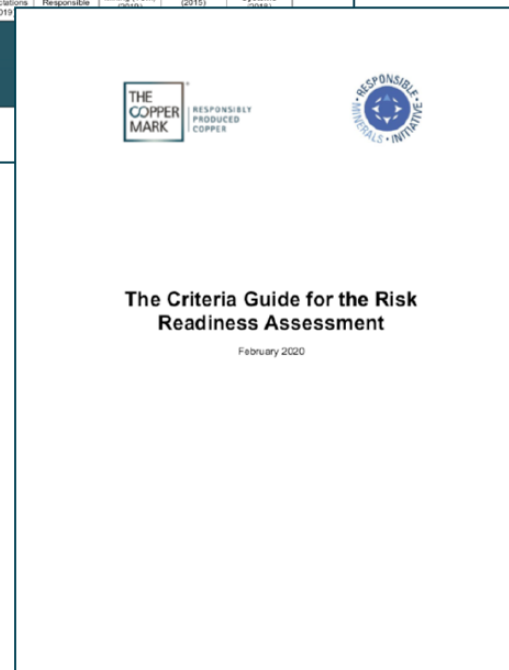 Responsible
(2015)
THE
COPPER
MARK
RESPONSIBLY
PRODUCED
COPPER
RESPONSIBLE
MINERALS • INITIATIVE
The Criteria Guide for the Risk
Readiness Assessment
February 2020